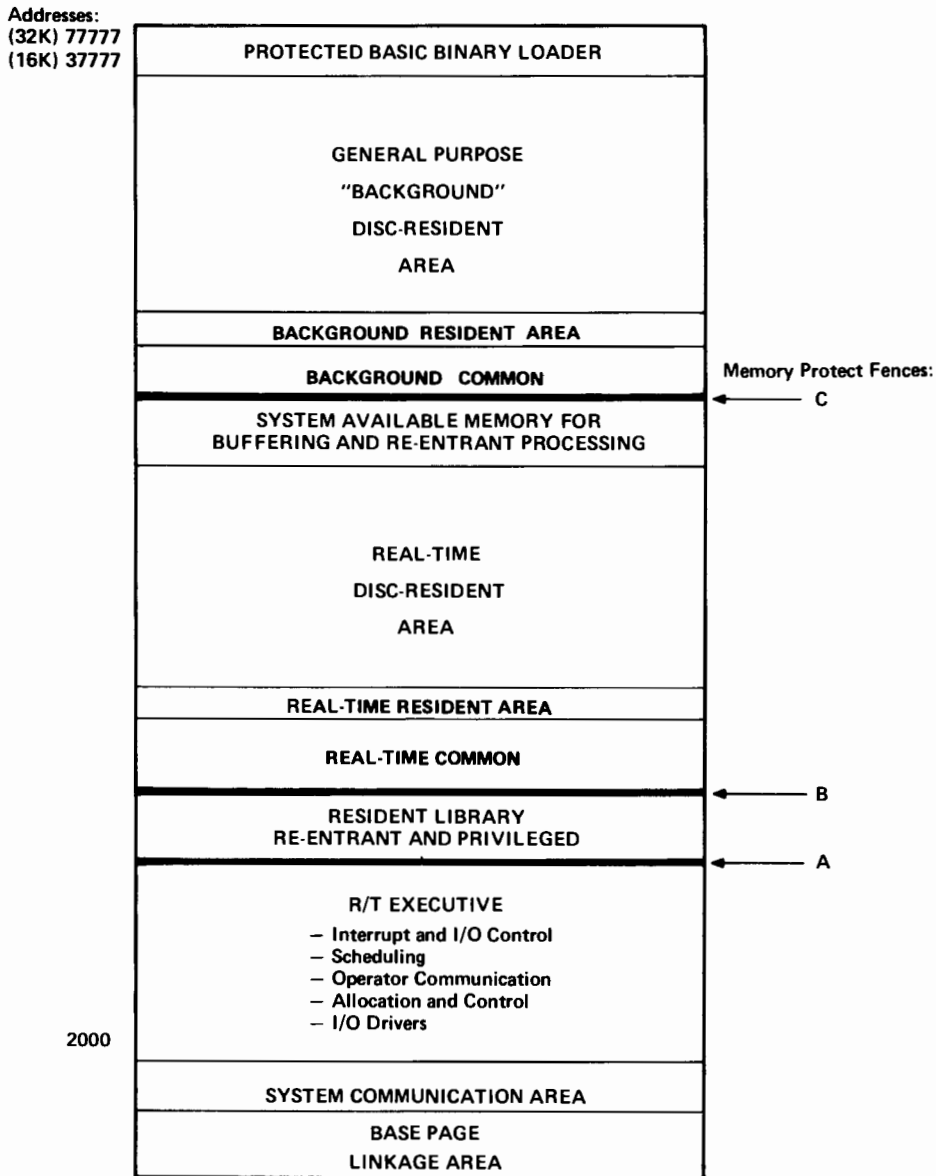 Addresses:
(32K) 77777
(16K) 37777
PROTECTED BASIC BINARY LOADER
GENERAL PURPOSE
"BACKGROUND"
DISC-RESIDENT
AREA
BACKGROUND RESIDENT AREA
BACKGROUND COMMON
Memory Protect Fences:
C
SYSTEM AVAILABLE MEMORY FOR
BUFFERING AND RE-ENTRANT PROCESSING
REAL-TIME
DISC-RESIDENT
AREA
REAL-TIME RESIDENT AREA
REAL-TIME COMMON
B
RESIDENT LIBRARY
RE-ENTRANT AND PRIVILEGED
A
R/T EXECUTIVE
– Interrupt and I/O Control
– Scheduling
– Operator Communication
– Allocation and Control
– I/O Drivers
2000
SYSTEM COMMUNICATION AREA
BASE PAGE
LINKAGE AREA